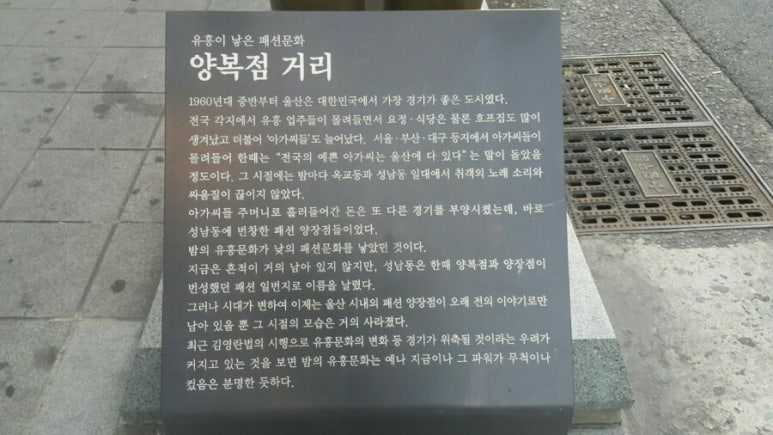 유흥이 낳은 패션문화
양복점 거리
1960년대 중반부터 울산은 대한민국에서 가장 경기가 좋은 도시였다.
전국 각지에서 유흥 업주들이 몰려들면서 요정·식당은 물론 호프집도 많이
생겨났고 더불어 '아가씨들'도 늘어났다. 서울·부산·대구 등지에서 아가씨들이
몰려들어 한때는 "전국의 예쁜 아가씨는 울산에 다 있다"는 말이 돌았을
정도이다. 그 시절에는 밤마다 옥교동과 성남동 일대에서 취객의 노래 소리와
싸움질이 끊이지 않았다.
아가씨들 주머니로 흘러들어간 돈은 또 다른 경기를 부양시켰는데, 바로
성남동에 번창한 패션 양장점들이었다.
밤의 유흥문화가 낮의 패션문화를 낳았던 것이다.
지금은 흔적이 거의 남아 있지 않지만, 성남동은 한때 양복점과 양장점이
번성했던 패션 일번지로 이름을 날렸다.
그러나 시대가 변하여 이제는 울산 시내의 패션 양장점이 오래 전의 이야기로만
남아 있을 뿐 그 시절의 모습은 거의 사라졌다.
최근 김영란법의 시행으로 유흥문화의 변화 등 경기가 위축될 것이라는 우려가
커지고 있는 것을 보면 밤의 유흥문화는 예나 지금이나 그 파워가 무척이나
컸음은 분명한 듯하다.